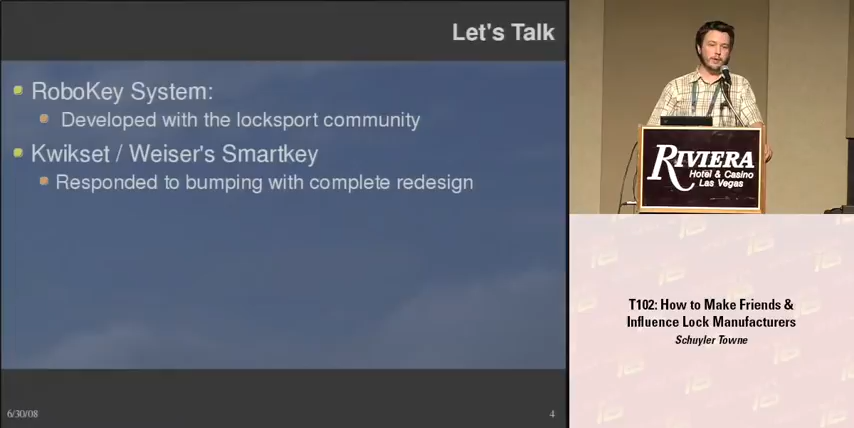 Let's Talk
RoboKey System:
Developed with the locksport community
Kwikset / Weiser's Smartkey
Responded to bumping with complete redesign
6/30/08
4
RIVIERA
Hotel & Casino
Las Vegas
T102: How to Make Friends &
Influence Lock Manufacturers
Schuyler Towne